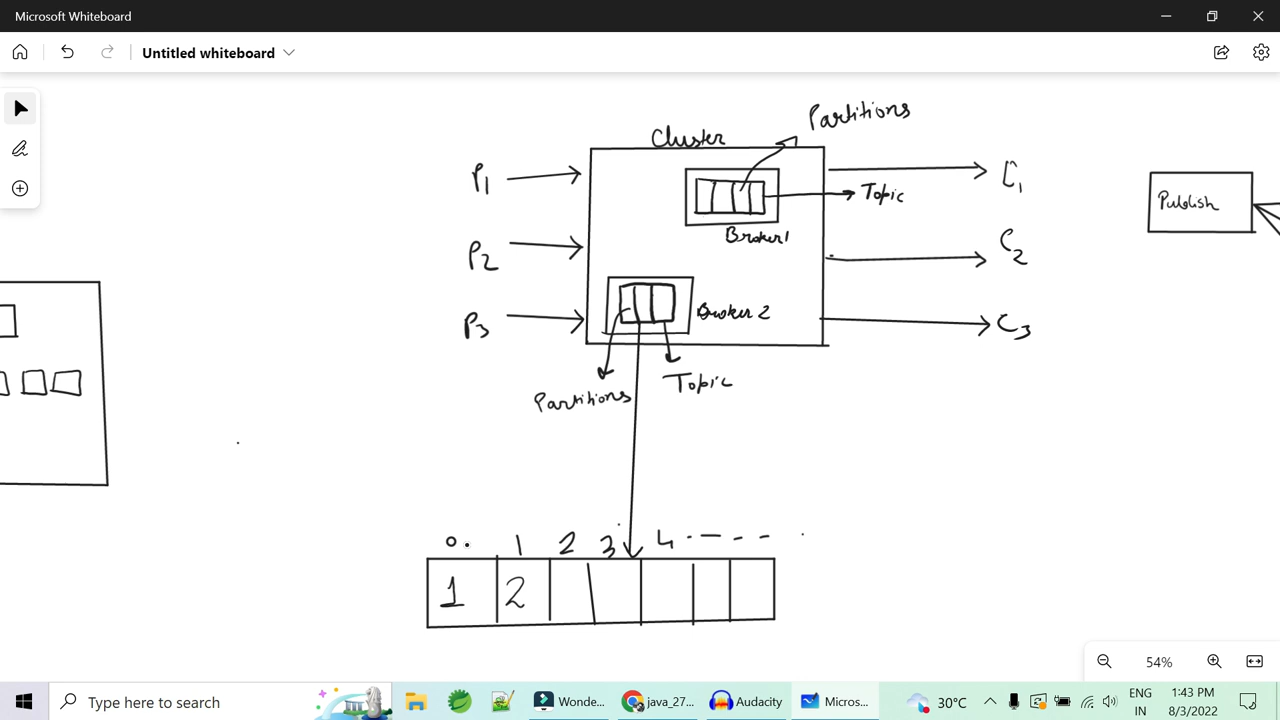 Microsoft Whiteboard
Untitled whiteboard
Partitions
Cluster
P1
C1
Topic
Publish
Broker1
P2
C2
Broker 2
P3
C3
Topic
Partitions
0 1 2 3 4 - - - -
1 2
54%
Type here to search
Wonde...
java_27...
Audacity
Micros...
30°C
ENG
IN
1:43 PM
8/3/2022